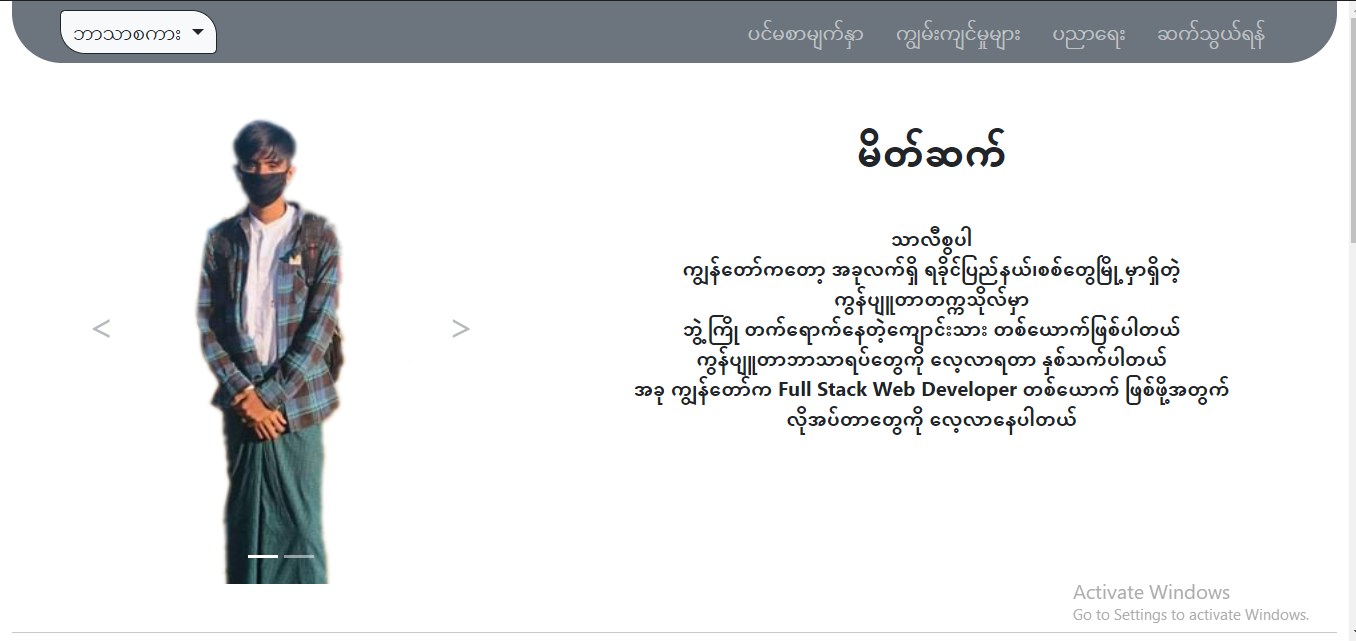 ဘာသာစကား
ပင်မစာမျက်နှာ ကျွမ်းကျင်မှုများ ပညာရေး ဆက်သွယ်ရန်
မိတ်ဆက်
သာလီစွပါ
ကျွန်တော်ကတော့ အခုလက်ရှိ ရခိုင်ပြည်နယ်၊စစ်တွေမြို့မှာရှိတဲ့
ကွန်ပျူတာတက္ကသိုလ်မှာ
ဘွဲ့ကြို တက်ရောက်နေတဲ့ကျောင်းသား တစ်ယောက်ဖြစ်ပါတယ်
ကွန်ပျူတာဘာသာရပ်တွေကို လေ့လာရတာ နှစ်သက်ပါတယ်
အခု ကျွန်တော်က Full Stack Web Developer တစ်ယောက် ဖြစ်ဖို့အတွက်
လိုအပ်တာတွေကို လေ့လာနေပါတယ်
< >
Activate Windows
Go to Settings to activate Windows.